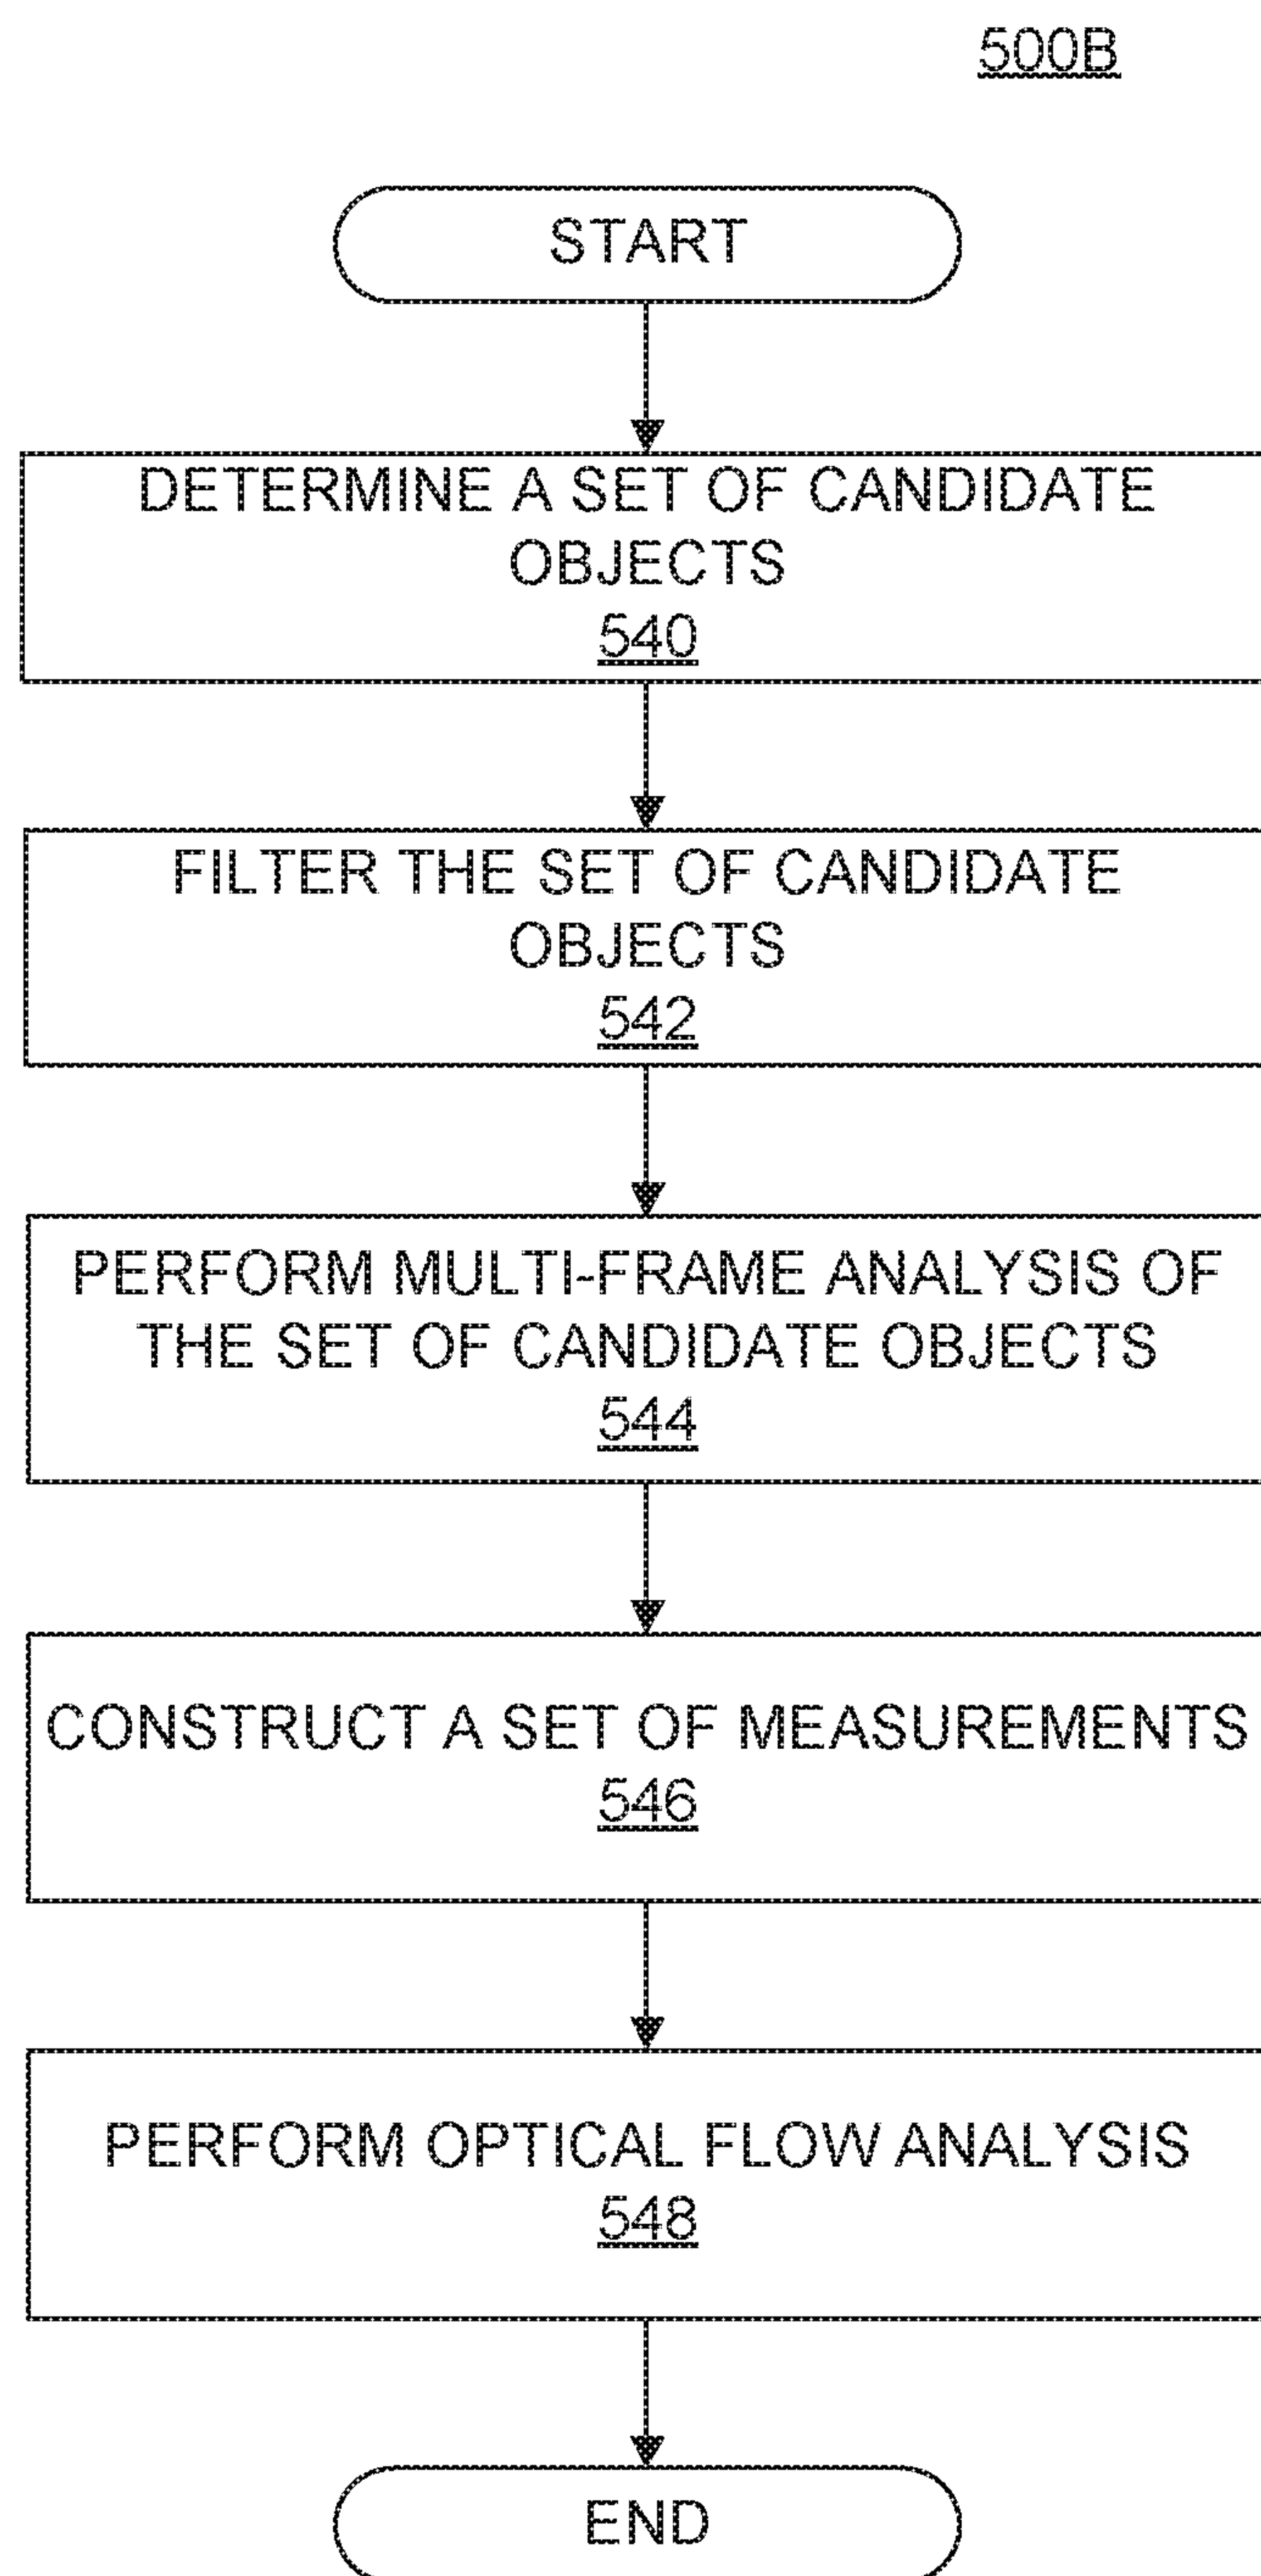 500B
START
DETERMINE A SET OF CANDIDATE
OBJECTS
540
FILTER THE SET OF CANDIDATE
OBJECTS
542
PERFORM MULTI-FRAME ANALYSIS OF
THE SET OF CANDIDATE OBJECTS
544
CONSTRUCT A SET OF MEASUREMENTS
546
PERFORM OPTICAL FLOW ANALYSIS
548
END